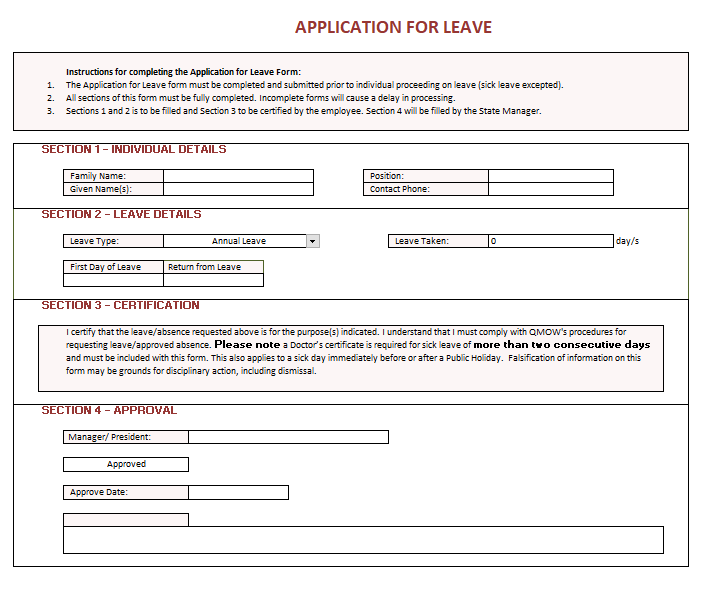 APPLICATION FOR LEAVE
Instructions for completing the Application for Leave Form:
1. The Application for Leave form must be completed and submitted prior to individual proceeding on leave (sick leave excepted).
2. All sections of this form must be fully completed. Incomplete forms will cause a delay in processing.
3. Sections 1 and 2 is to be filled and Section 3 to be certified by the employee. Section 4 will be filled by the State Manager.
SECTION 1 - INDIVIDUAL DETAILS
Family Name: Position:
Given Name(s): Contact Phone:
SECTION 2 - LEAVE DETAILS
Leave Type: Annual Leave Leave Taken: 0 day/s
First Day of Leave Return from Leave
SECTION 3 - CERTIFICATION
I certify that the leave/absence requested above is for the purpose(s) indicated. I understand that I must comply with QMOW's procedures for
requesting leave/approved absence. Please note a Doctor's certificate is required for sick leave of more than two consecutive days
and must be included with this form. This also applies to a sick day immediately before or after a Public Holiday. Falsification of information on this
form may be grounds for disciplinary action, including dismissal.
SECTION 4 - APPROVAL
Manager/ President:
Approved
Approve Date: